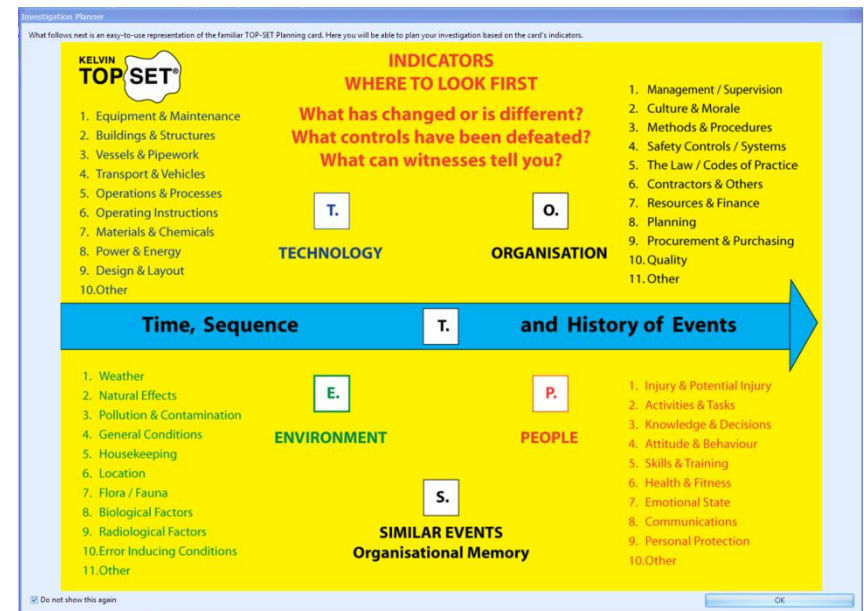 Investigation Planner
What follows next is an easy-to-use representation of the familiar TOP-SET Planning card. Here you will be able to plan your investigation based on the card's indicators.
KELVIN
TOP SET®
1. Equipment & Maintenance
2. Buildings & Structures
3. Vessels & Pipework
4. Transport & Vehicles
5. Operations & Processes
6. Operating Instructions
7. Materials & Chemicals
8. Power & Energy
9. Design & Layout
10.Other
INDICATORS
WHERE TO LOOK FIRST
What has changed or is different?
What controls have been defeated?
What can witnesses tell you?
T.
TECHNOLOGY
O.
ORGANISATION
1. Management / Supervision
2. Culture & Morale
3. Methods & Procedures
4. Safety Controls / Systems
5. The Law / Codes of Practice
6. Contractors & Others
7. Resources & Finance
8. Planning
9. Procurement & Purchasing
10. Quality
11. Other
Time, Sequence T. and History of Events
1. Weather
2. Natural Effects
3. Pollution & Contamination
4. General Conditions
5. Housekeeping
6. Location
7. Flora / Fauna
8. Biological Factors
9. Radiological Factors
10.Error Inducing Conditions
11.Other
E.
ENVIRONMENT
P.
PEOPLE
S.
SIMILAR EVENTS
Organisational Memory
1. Injury & Potential Injury
2. Activities & Tasks
3. Knowledge & Decisions
4. Attitude & Behaviour
5. Skills & Training
6. Health & Fitness
7. Emotional State
8. Communications
9. Personal Protection
10.Other
Do not show this again
OK